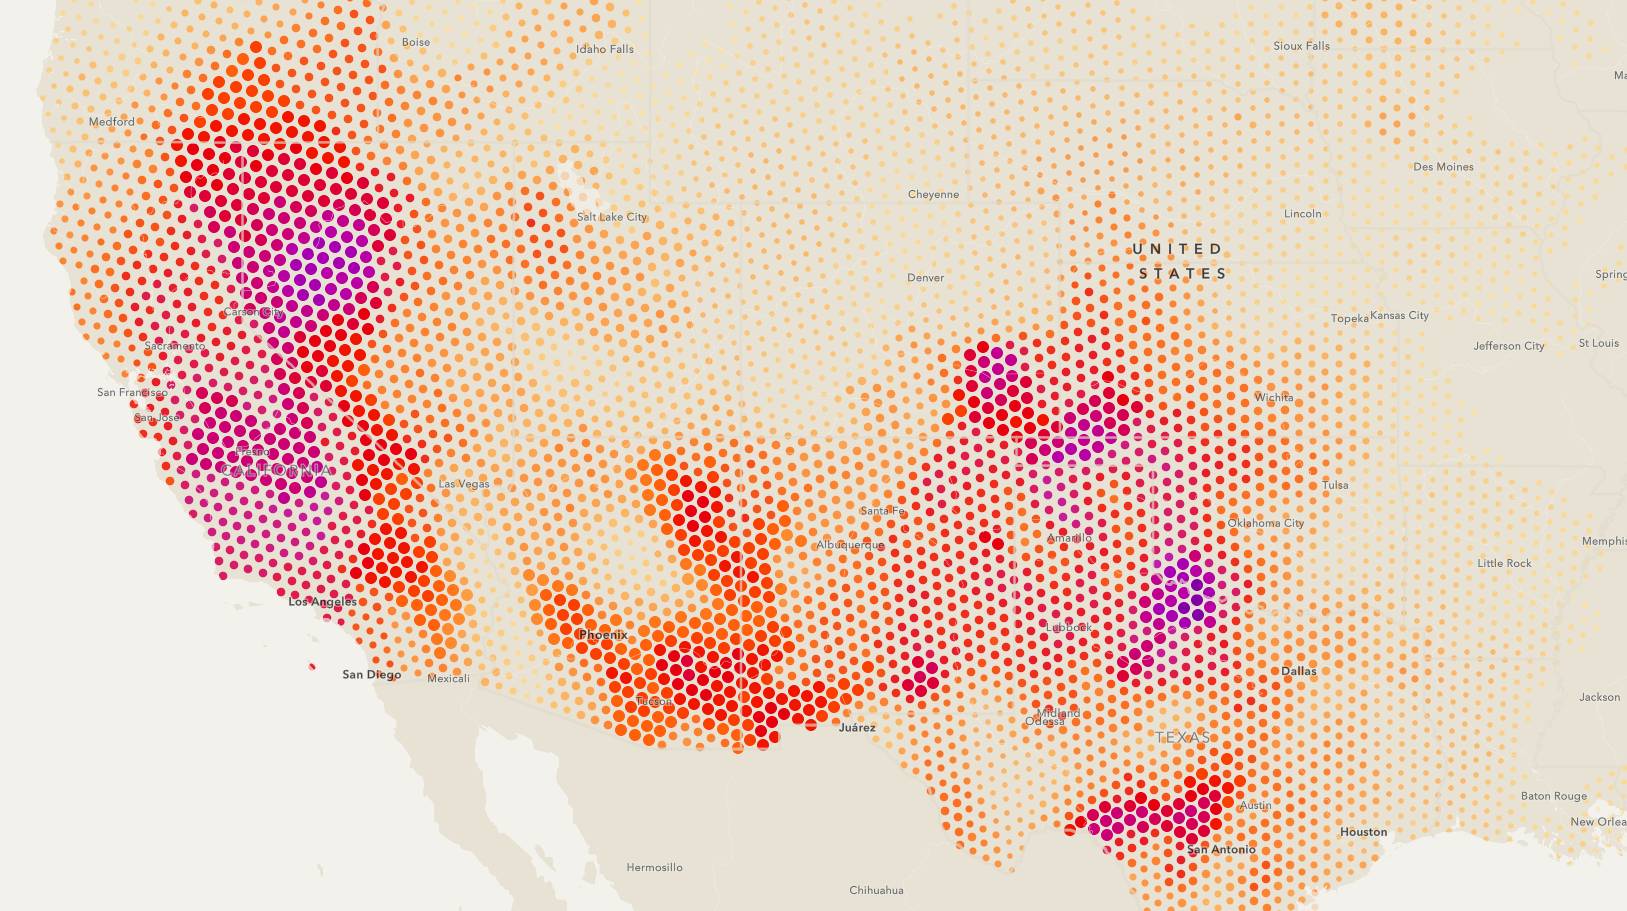 Boise
Idaho Falls
Sioux Falls
Medford
Des Moines
Cheyenne
Lincoln
Salt Lake City
UNITED
STATES
Denver
Spring
Carson City
Topeka
Kansas City
Sacramento
Jefferson City
St Louis
San Francisco
Wichita
San Jose
Fresno
CALIFORNIA
Las Vegas
Tulsa
Santa Fe
Oklahoma City
Albuquerque
Amarillo
Memphis
Little Rock
Los Angeles
Phoenix
Lubbock
San Diego
Mexicali
Dallas
Tucson
Jackson
Midland
Odessa
Juárez
TEXAS
Baton Rouge
Austin
New Orlea
Houston
San Antonio
Hermosillo
Chihuahua